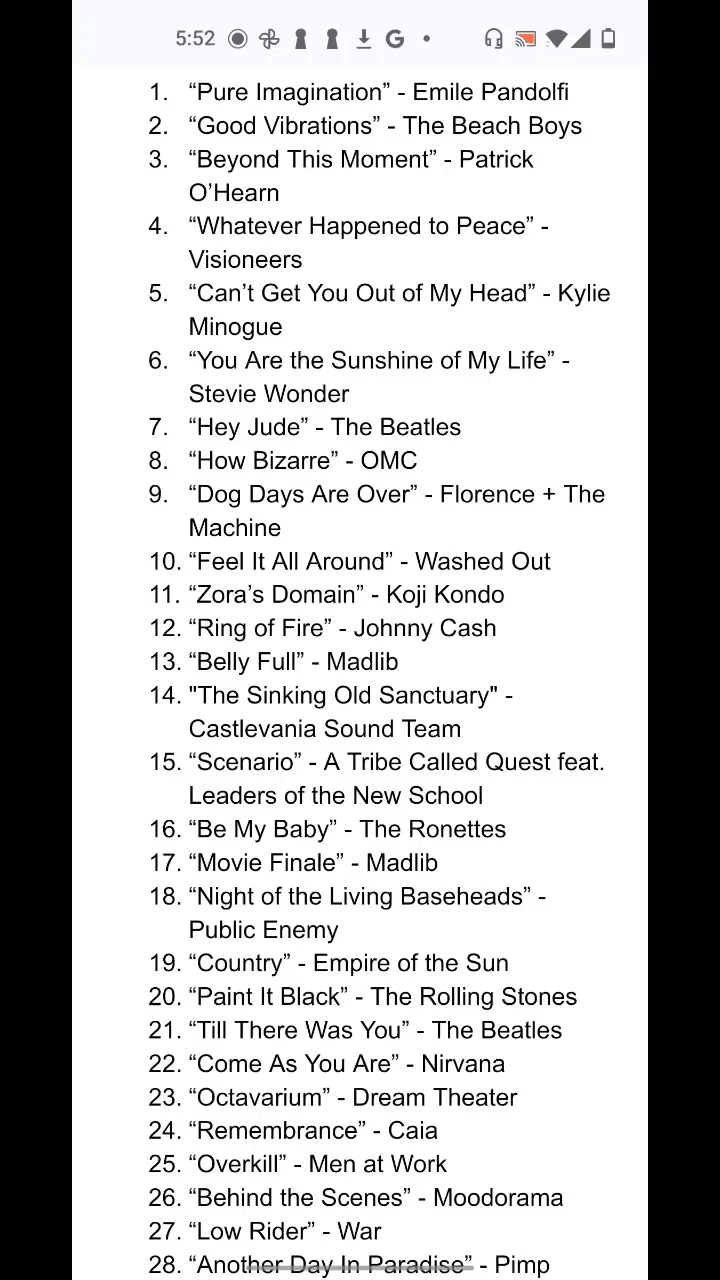 5:52
1. “Pure Imagination” - Emile Pandolfi
2. “Good Vibrations” - The Beach Boys
3. “Beyond This Moment” - Patrick
O’Hearn
4. “Whatever Happened to Peace” -
Visioneers
5. “Can’t Get You Out of My Head” - Kylie
Minogue
6. “You Are the Sunshine of My Life” -
Stevie Wonder
7. “Hey Jude” - The Beatles
8. “How Bizarre” - OMC
9. “Dog Days Are Over” - Florence + The
Machine
10. “Feel It All Around” - Washed Out
11. “Zora’s Domain” - Koji Kondo
12. “Ring of Fire” - Johnny Cash
13. “Belly Full” - Madlib
14. "The Sinking Old Sanctuary" -
Castlevania Sound Team
15. “Scenario” - A Tribe Called Quest feat.
Leaders of the New School
16. “Be My Baby” - The Ronettes
17. “Movie Finale” - Madlib
18. “Night of the Living Baseheads” -
Public Enemy
19. “Country” - Empire of the Sun
20. “Paint It Black” - The Rolling Stones
21. “Till There Was You” - The Beatles
22. “Come As You Are” - Nirvana
23. “Octavarium” - Dream Theater
24. “Remembrance” - Caia
25. “Overkill” - Men at Work
26. “Behind the Scenes” - Moodorama
27. “Low Rider” - War
28. “Another Day In Paradise” - Pimp